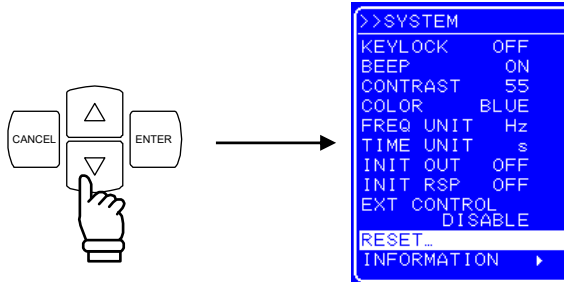 CANCEL
ENTER
>>SYSTEM
KEYLOCK OFF
BEEP ON
CONTRAST 55
COLOR BLUE
FREQ UNIT Hz
TIME UNIT s
INIT OUT OFF
INIT RSP OFF
EXT CONTROL
DISABLE
RESET…
INFORMATION